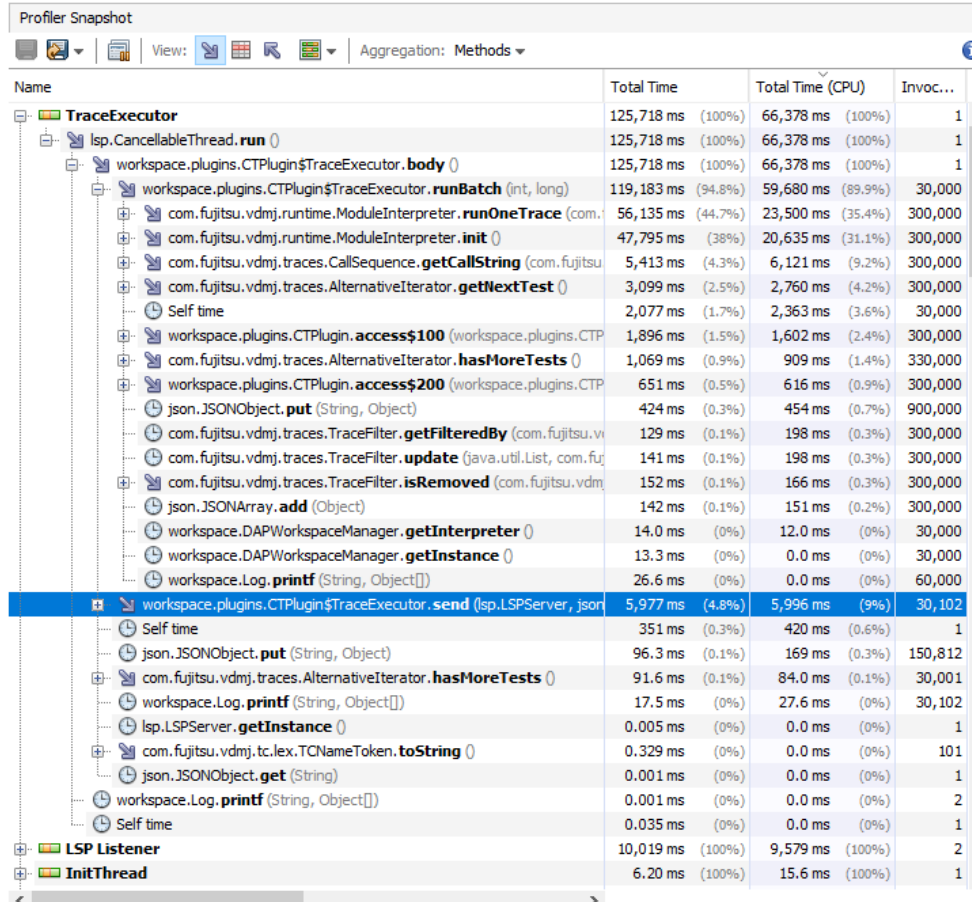 Profiler Snapshot
View: Aggregation: Methods
Name Total Time Total Time (CPU) Invoc...
TraceExecutor 125,718 ms (100%) 66,378 ms (100%) 1
lsp.CancellableThread.run () 125,718 ms (100%) 66,378 ms (100%) 1
workspace.plugins.CTPlugin$TraceExecutor.body () 125,718 ms (100%) 66,378 ms (100%) 1
workspace.plugins.CTPlugin$TraceExecutor.runBatch (int, long) 119,183 ms (94.8%) 59,680 ms (89.9%) 30,000
com.fujitsu.vdmj.runtime.ModuleInterpreter.runOneTrace (com. 56,135 ms (44.7%) 23,500 ms (35.4%) 300,000
com.fujitsu.vdmj.runtime.ModuleInterpreter.init () 47,795 ms (38%) 20,635 ms (31.1%) 300,000
com.fujitsu.vdmj.traces.CallSequence.getCallString (com.fujitsu 5,413 ms (4.3%) 6,121 ms (9.2%) 300,000
com.fujitsu.vdmj.traces.AlternativeIterator.getNextTest () 3,099 ms (2.5%) 2,760 ms (4.2%) 300,000
Self time 2,077 ms (1.7%) 2,363 ms (3.6%) 30,000
workspace.plugins.CTPlugin.access$100 (workspace.plugins.CTP 1,896 ms (1.5%) 1,602 ms (2.4%) 300,000
com.fujitsu.vdmj.traces.AlternativeIterator.hasMoreTests () 1,069 ms (0.9%) 909 ms (1.4%) 330,000
workspace.plugins.CTPlugin.access$200 (workspace.plugins.CTP 651 ms (0.5%) 616 ms (0.9%) 300,000
json.JSONObject.put (String, Object) 424 ms (0.3%) 454 ms (0.7%) 900,000
com.fujitsu.vdmj.traces.TraceFilter.getFilteredBy (com.fujitsu.v 129 ms (0.1%) 198 ms (0.3%) 300,000
com.fujitsu.vdmj.traces.TraceFilter.update (java.util.List, com.fuj 141 ms (0.1%) 198 ms (0.3%) 300,000
com.fujitsu.vdmj.traces.TraceFilter.isRemoved (com.fujitsu.vdm 152 ms (0.1%) 166 ms (0.3%) 300,000
json.JSONArray.add (Object) 142 ms (0.1%) 151 ms (0.2%) 300,000
workspace.DAPWorkspaceManager.getInterpreter () 14.0 ms (0%) 12.0 ms (0%) 30,000
workspace.DAPWorkspaceManager.getInstance () 13.3 ms (0%) 0.0 ms (0%) 30,000
workspace.Log.printf (String, Object[]) 26.6 ms (0%) 0.0 ms (0%) 60,000
workspace.plugins.CTPlugin$TraceExecutor.send (lsp.LSPServer, json 5,977 ms (4.8%) 5,996 ms (9%) 30,102
Self time 351 ms (0.3%) 420 ms (0.6%) 1
json.JSONObject.put (String, Object) 96.3 ms (0.1%) 169 ms (0.3%) 150,812
com.fujitsu.vdmj.traces.AlternativeIterator.hasMoreTests () 91.6 ms (0.1%) 84.0 ms (0.1%) 30,001
workspace.Log.printf (String, Object[]) 17.5 ms (0%) 27.6 ms (0%) 30,102
lsp.LSPServer.getInstance () 0.005 ms (0%) 0.0 ms (0%) 1
com.fujitsu.vdmj.tc.lex.TCNameToken.toString () 0.329 ms (0%) 0.0 ms (0%) 101
json.JSONObject.get (String) 0.001 ms (0%) 0.0 ms (0%) 1
workspace.Log.printf (String, Object[]) 0.001 ms (0%) 0.0 ms (0%) 2
Self time 0.035 ms (0%) 0.0 ms (0%) 1
LSP Listener 10,019 ms (100%) 9,579 ms (100%) 2
InitThread 6.20 ms (100%) 15.6 ms (100%) 1